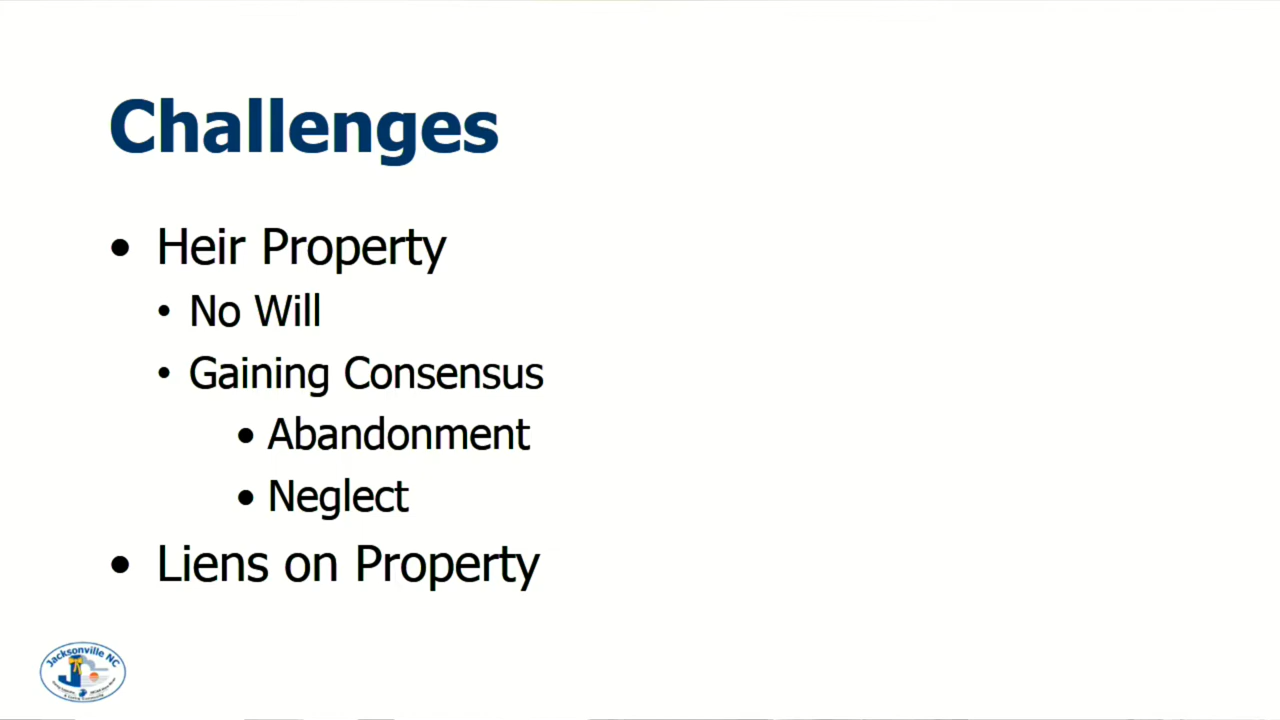 Challenges
• Heir Property
• No Will
• Gaining Consensus
• Abandonment
• Neglect
• Liens on Property
Jacksonville NC